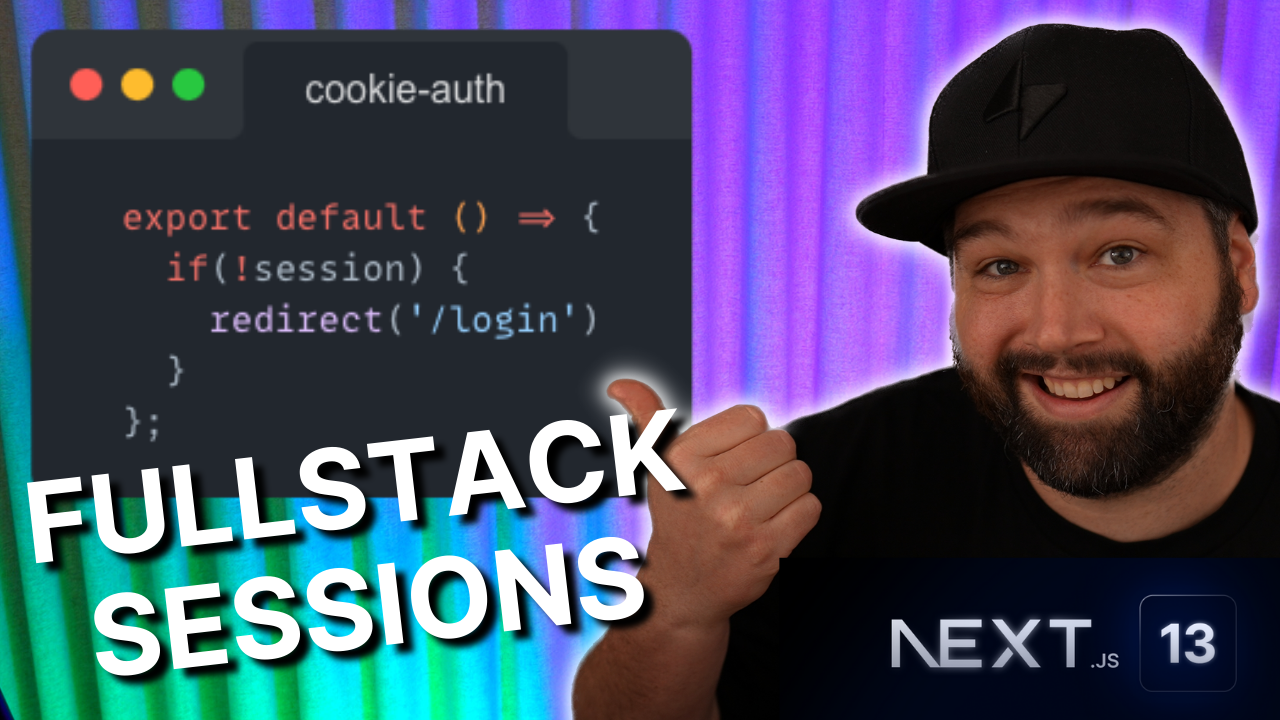 cookie-auth
export default () => {
if(!session) {
redirect('/login')
}
};
FULLSTACK
SESSIONS
NEXT.JS 13